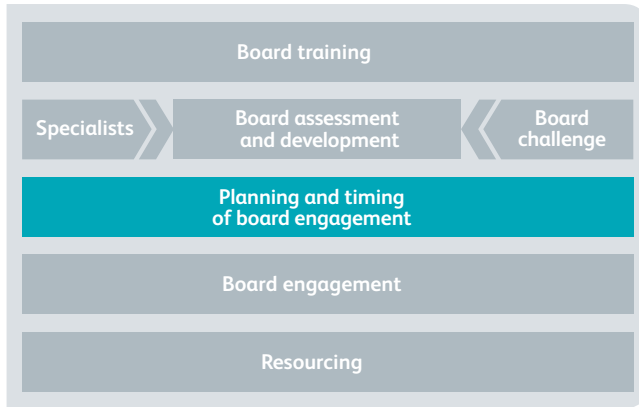 Board training
Specialists
Board assessment
and development
Board
challenge
Planning and timing
of board engagement
Board engagement
Resourcing